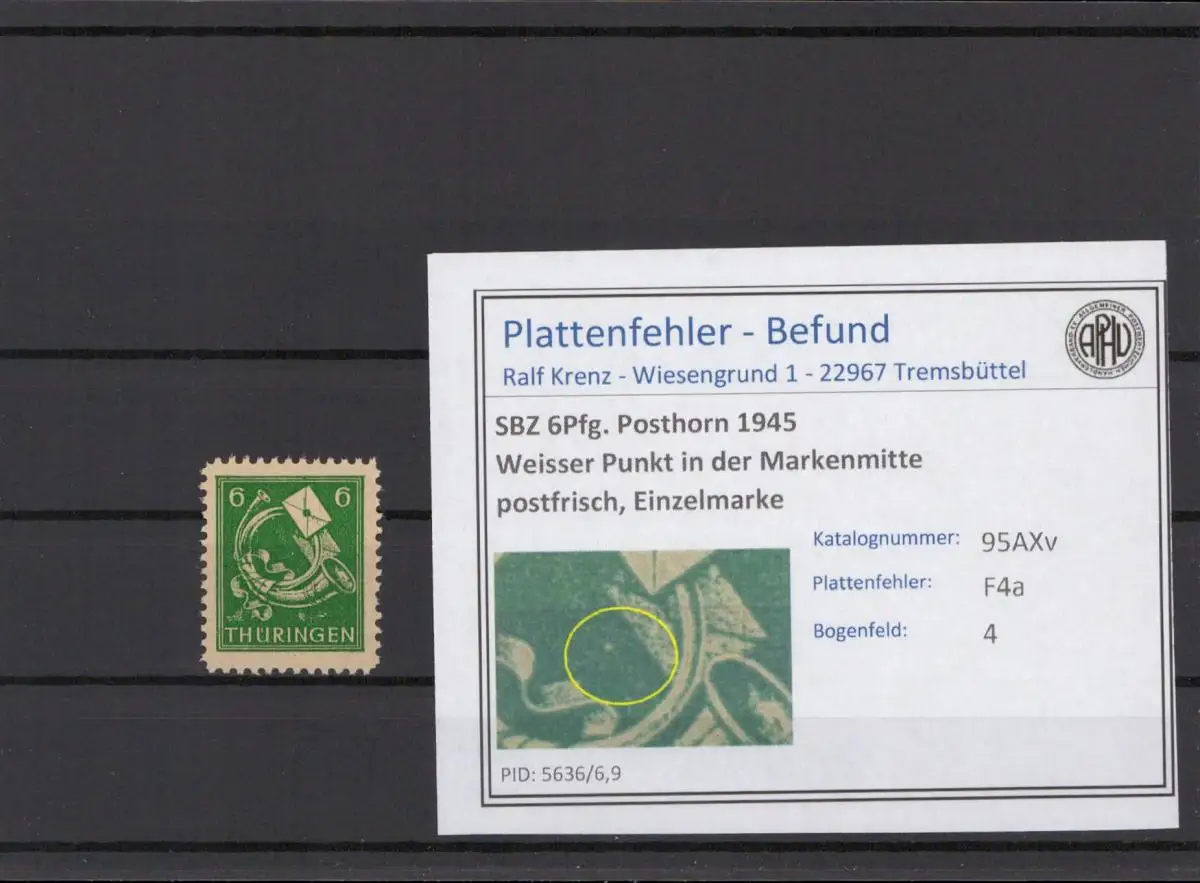 6 6
THÜRINGEN
Plattenfehler - Befund
Ralf Krenz - Wiesengrund 1 - 22967 Tremsbüttel
APHV
SBZ 6Pfg. Posthorn 1945
Weisser Punkt in der Markenmitte
postfrisch, Einzelmarke
Katalognummer: 95AXv
Plattenfehler: F4a
Bogenfeld: 4
PID: 5636/6,9